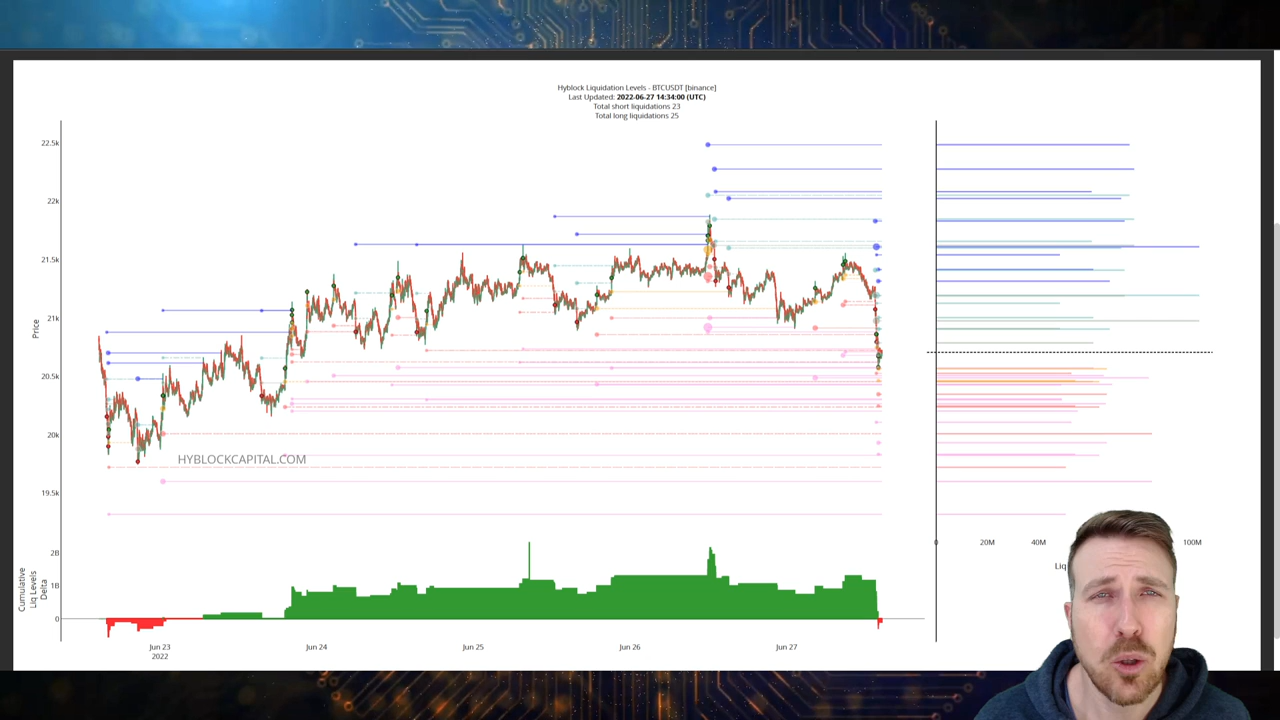 Hyblock Liquidation Levels - BTCUSDT [binance]
Last Updated: 2022-06-27 14:34:00 (UTC)
Total short liquidations 23
Total long liquidations 25
22.5k
22k
21.5k
21k
20.5k
20k
19.5k
Price
HYBLOCKCAPITAL.COM
2B
1B
0
Cumulative
Liq Levels
Delta
Jun 23
2022
Jun 24
Jun 25
Jun 26
Jun 27
0
20M
40M
100M
Liq